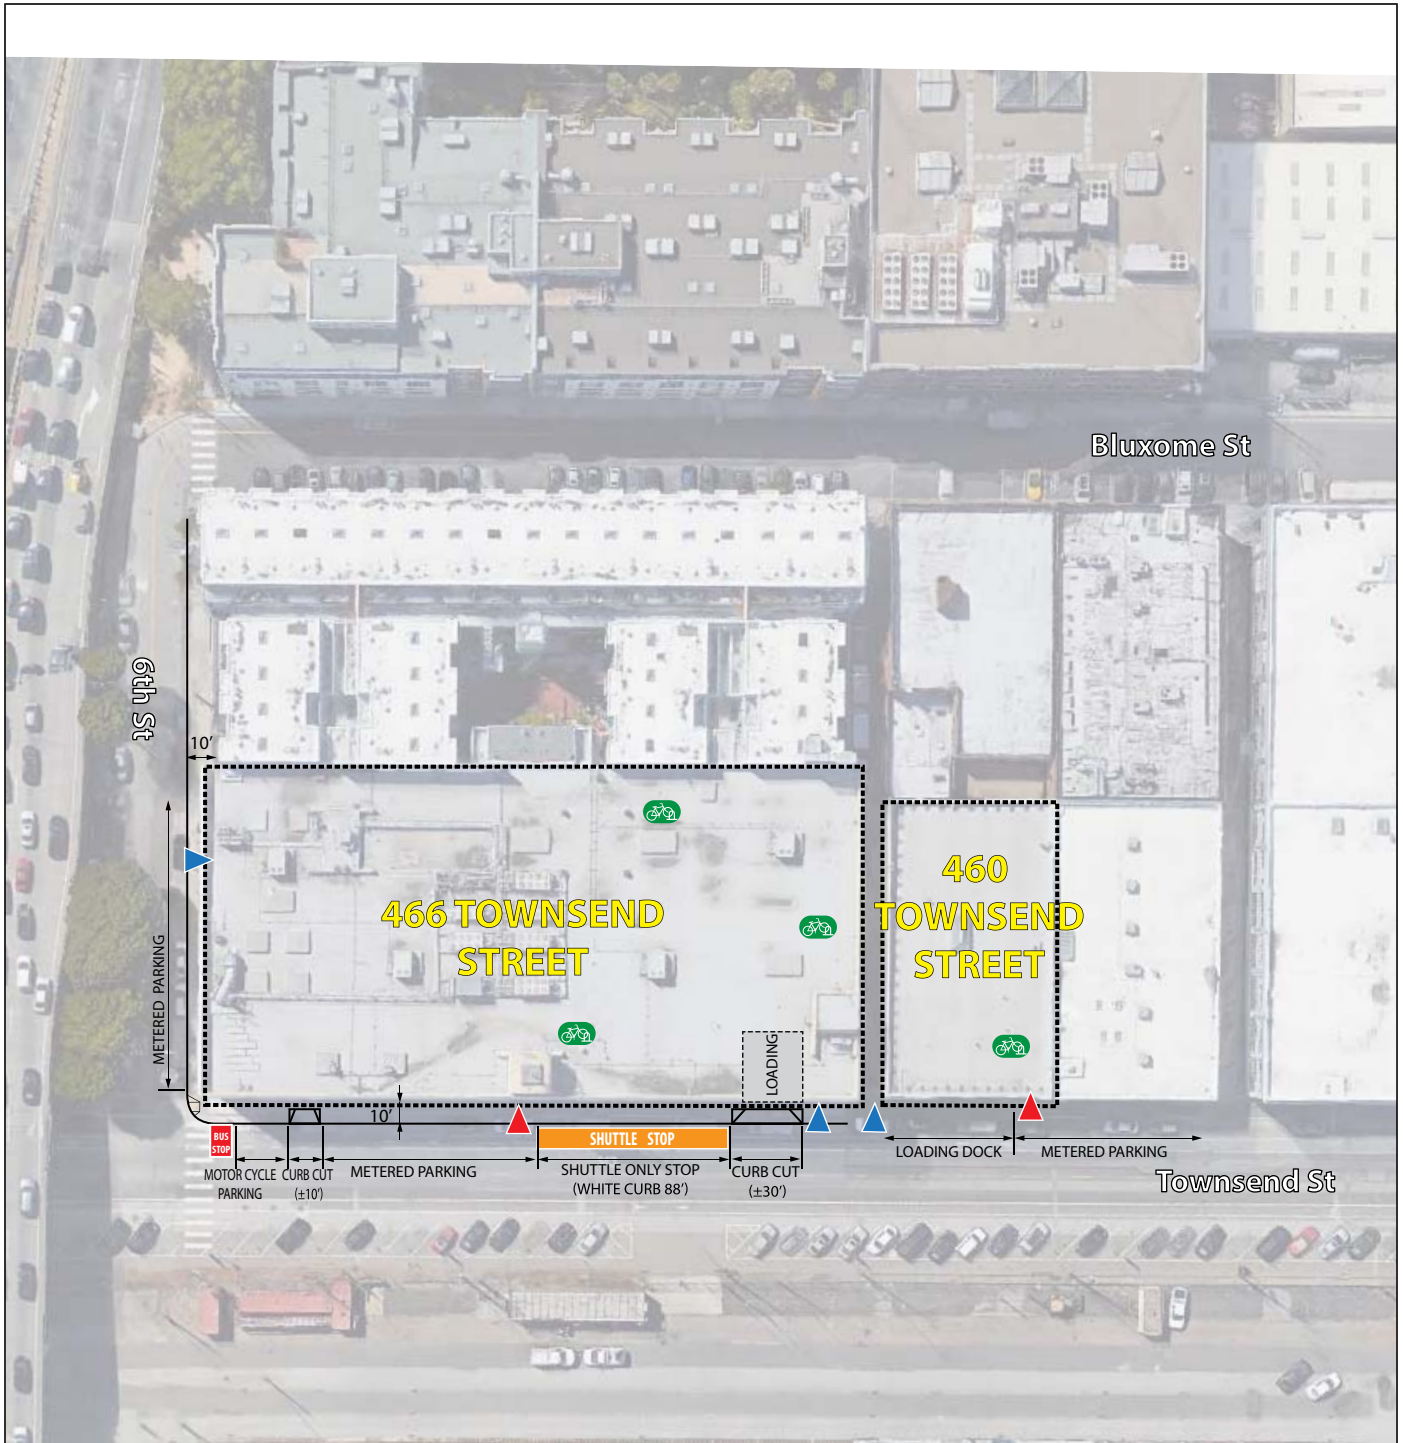 Bluxome St
6th St
10'
METERED PARKING
466 TOWNSEND
STREET
460
TOWNSEND
STREET
LOADING
10'
BUS
STOP
SHUTTLE STOP
MOTOR CYCLE
PARKING
CURB CUT
(±10')
METERED PARKING
SHUTTLE ONLY STOP
(WHITE CURB 88')
CURB CUT
(±30')
LOADING DOCK
METERED PARKING
Townsend St